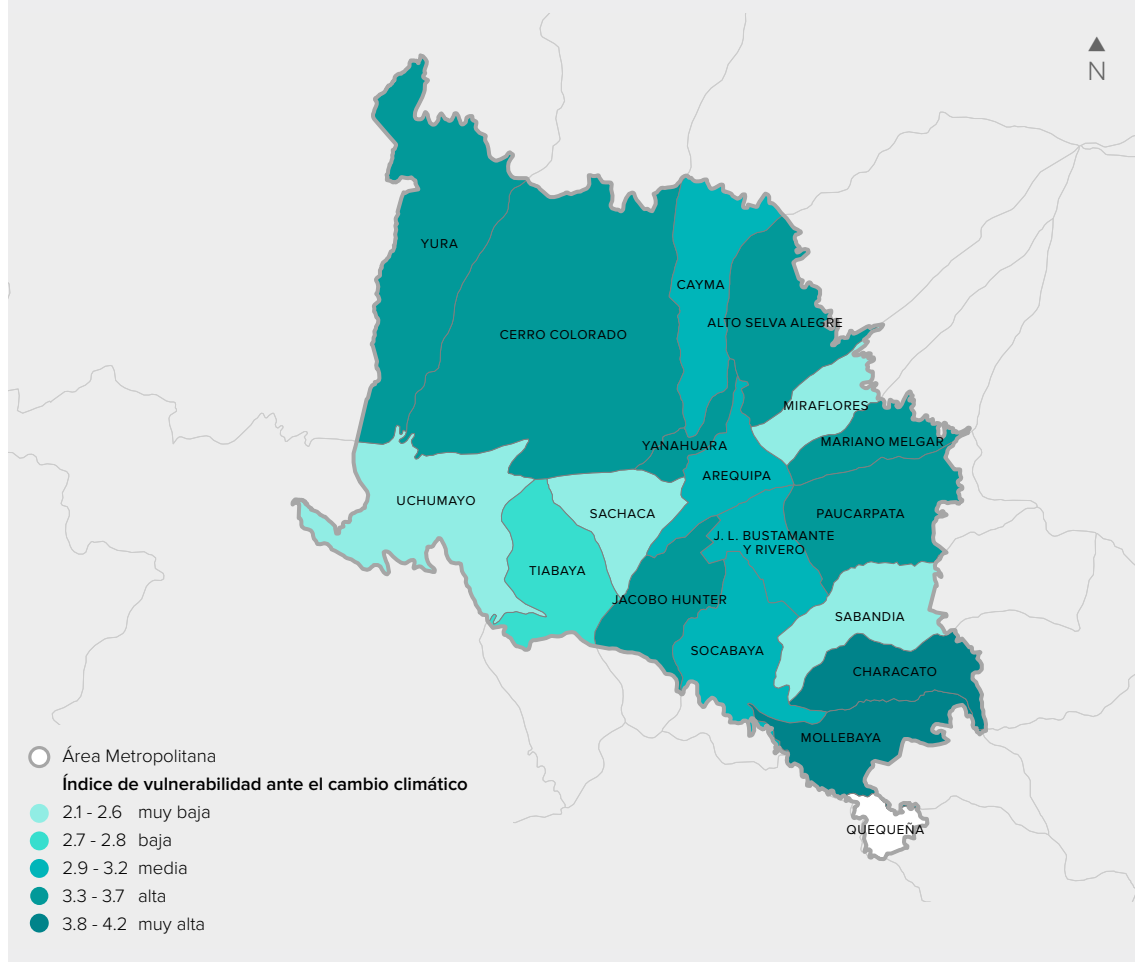 N
YURA
CAYMA
ALTO SELVA ALEGRE
CERRO COLORADO
MIRAFLORES
YANAHUARA
MARIANO MELGAR
AREQUIPA
UCHUMAYO
SACHACA
PAUCARPATA
J. L. BUSTAMANTE
Y RIVERO
TIABAYA
JACOBO HUNTER
SABANDIA
SOCABAYA
CHARACATO
MOLLEBAYA
QUEQUEÑA
Área Metropolitana
Índice de vulnerabilidad ante el cambio climático
2.1 - 2.6 muy baja
2.7 - 2.8 baja
2.9 - 3.2 media
3.3 - 3.7 alta
3.8 - 4.2 muy alta